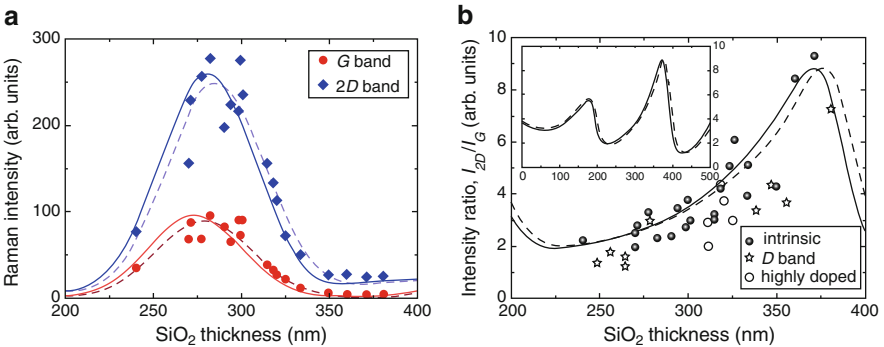 a
Raman intensity (arb. units)
300
250
200
150
100
50
0
G band
2D band
200 250 300 350 400
SiO2 thickness (nm)
b
Intensity ratio, I2D/IG (arb. units)
10
8
6
4
2
0
10
8
6
4
2
0
0 100 200 300 400 500
intrinsic
D band
highly doped
200 250 300 350 400
SiO2 thickness (nm)